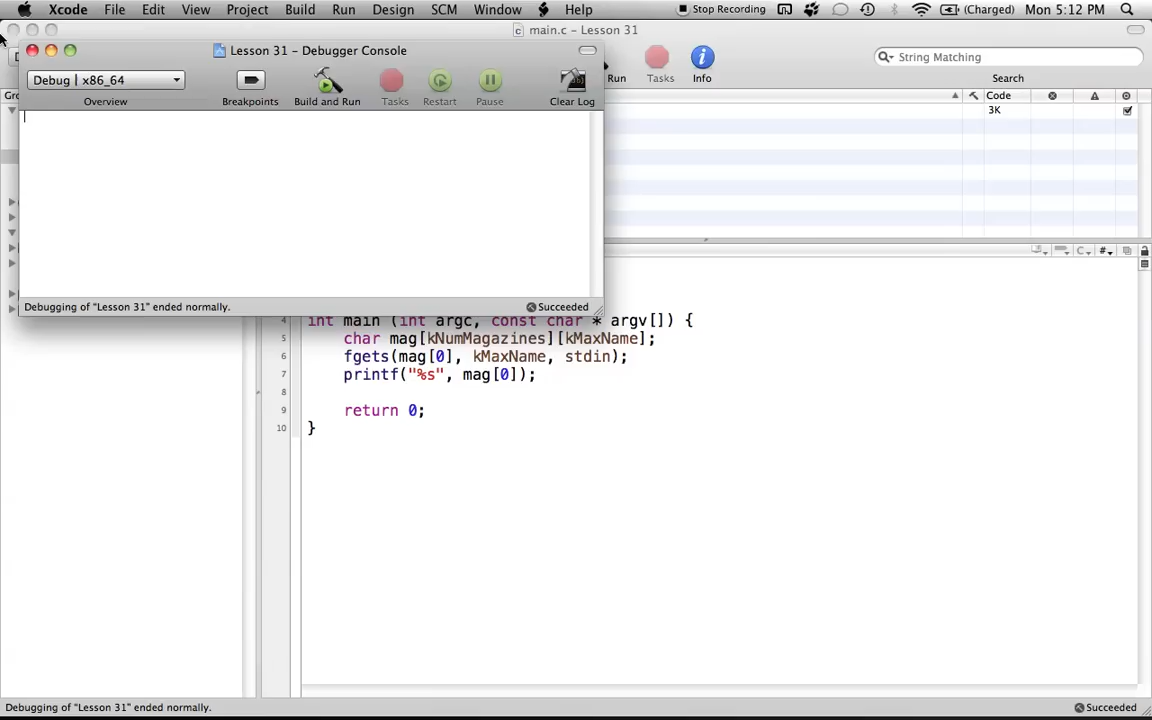 Xcode File Edit View Project Build Run Design SCM Window Help Stop Recording (Charged) Mon 5:12 PM
main.c – Lesson 31
Lesson 31 – Debugger Console
Debug | x86_64
Overview Breakpoints Build and Run Tasks Restart Pause Clear Log
Run Tasks Info
String Matching
Search
Code
3K
Debugging of "Lesson 31" ended normally. Succeeded
4 int main (int argc, const char * argv[]) {
5 char mag[kNumMagazines][kMaxName];
6 fgets(mag[0], kMaxName, stdin);
7 printf("%s", mag[0]);
8
9 return 0;
10 }
Debugging of "Lesson 31" ended normally. Succeeded